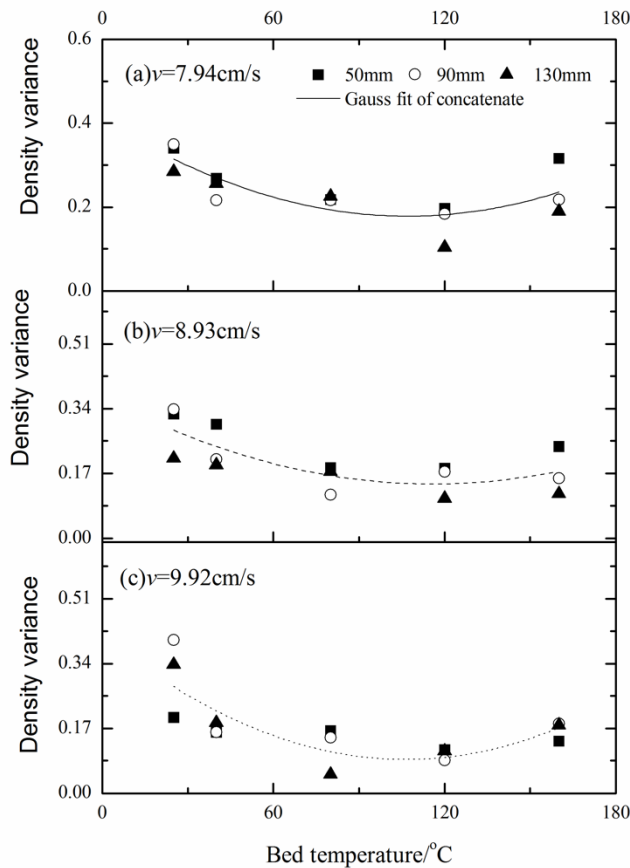 0 60 120 180
0.6
(a)v=7.94cm/s
50mm 90mm 130mm
Gauss fit of concatenate
0.4
0.2
0.0
Density variance
(b)v=8.93cm/s
0.51
0.34
0.17
0.00
Density variance
(c)v=9.92cm/s
0.51
0.34
0.17
0.00
Density variance
0 60 120 180
Bed temperature/°C